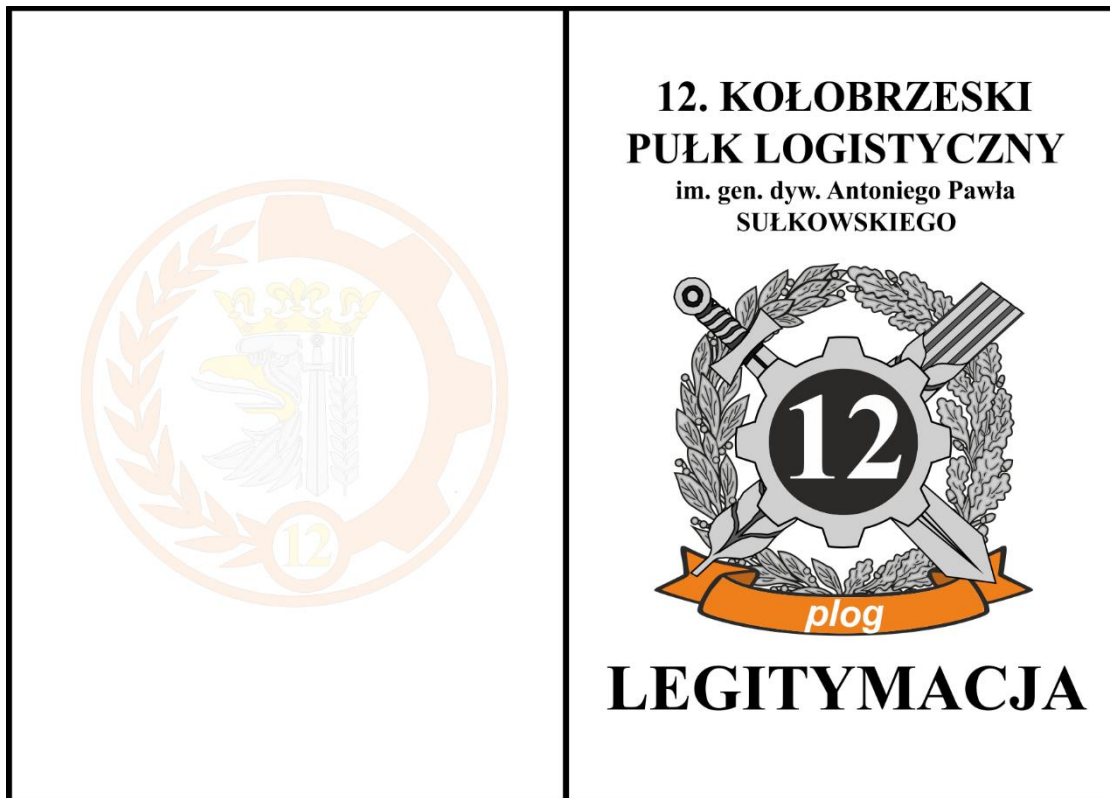 12
12. KOŁOBRZESKI
PUŁK LOGISTYCZNY
im. gen. dyw. Antoniego Pawła
SUŁKOWSKIEGO
12
plog
LEGITYMACJA